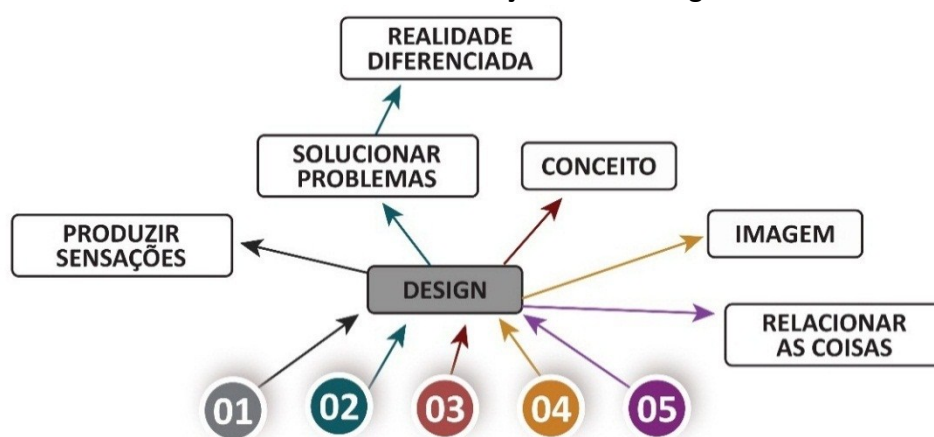 REALIDADE
DIFERENCIADA
SOLUCIONAR
PROBLEMAS
CONCEITO
PRODUZIR
SENSAÇÕES
IMAGEM
DESIGN
RELACIONAR
AS COISAS
01
02
03
04
05